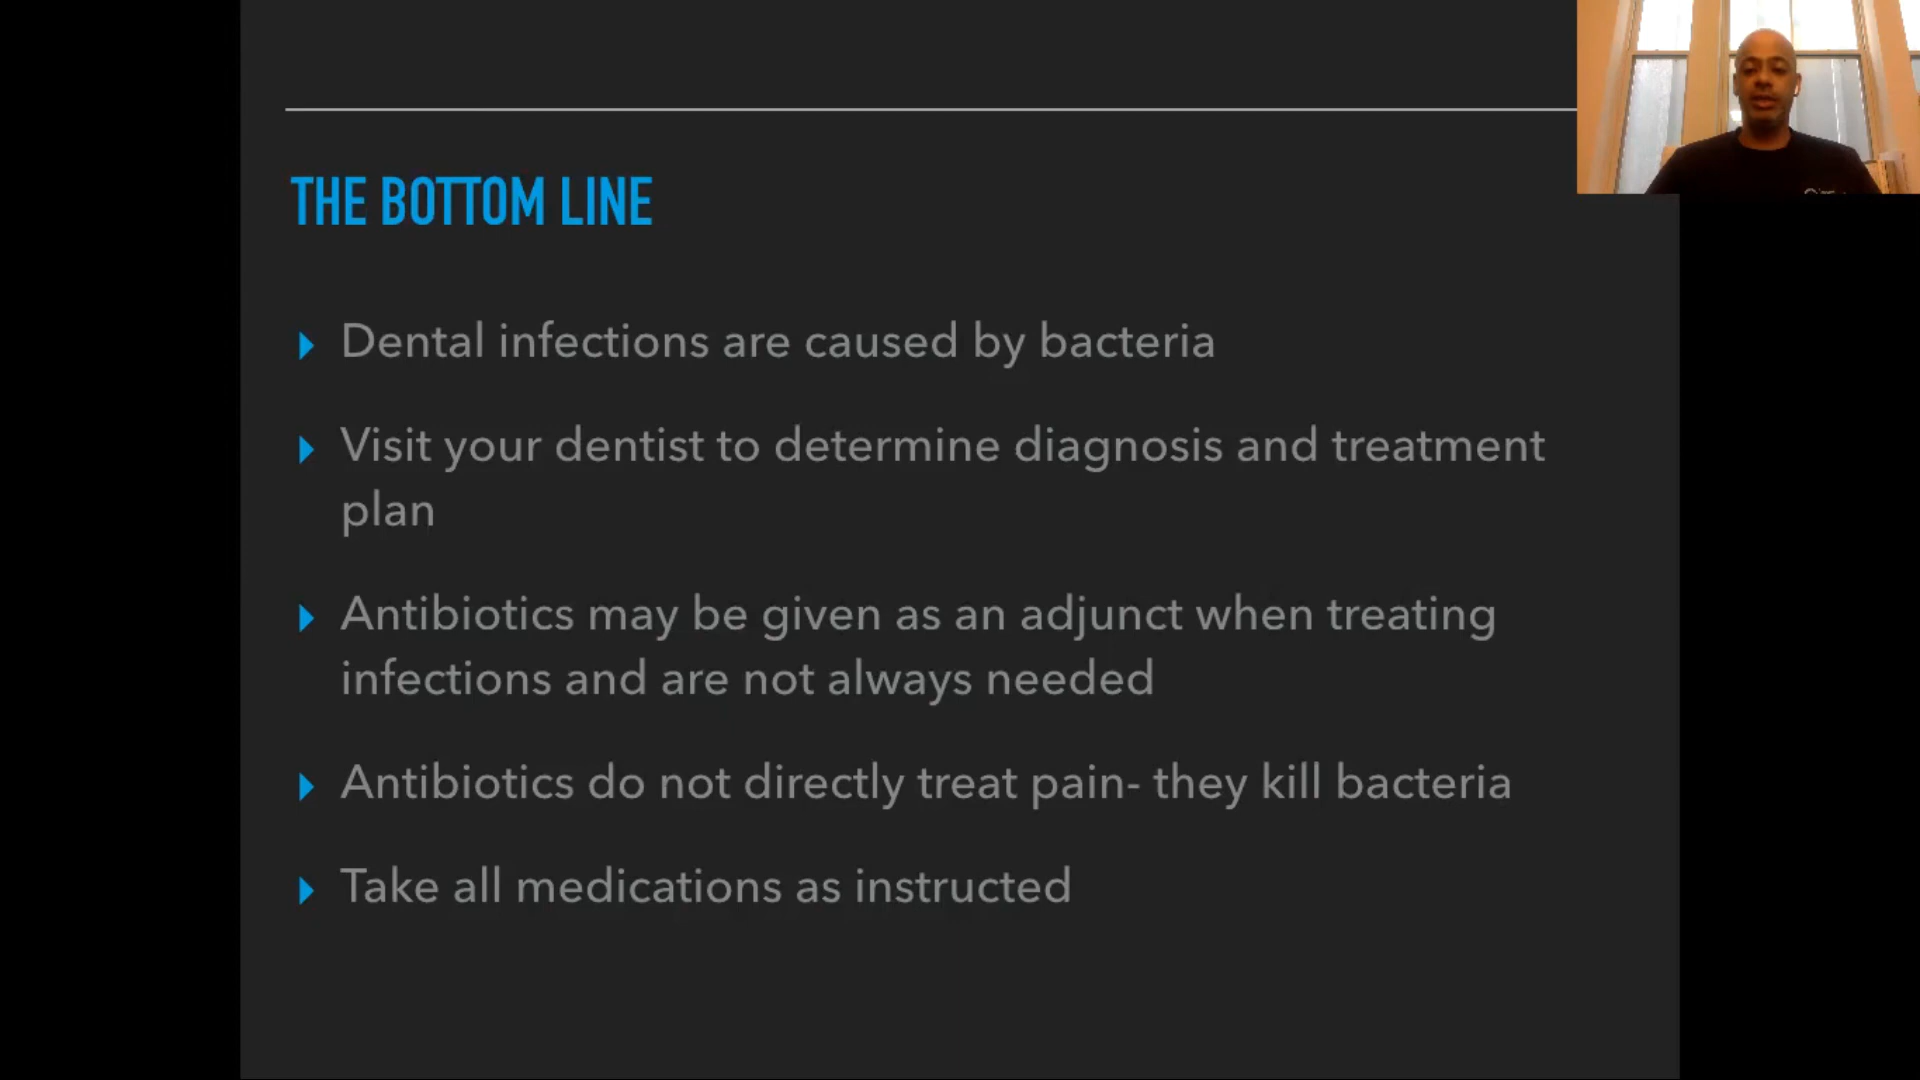 THE BOTTOM LINE
Dental infections are caused by bacteria
Visit your dentist to determine diagnosis and treatment
plan
Antibiotics may be given as an adjunct when treating
infections and are not always needed
Antibiotics do not directly treat pain- they kill bacteria
Take all medications as instructed